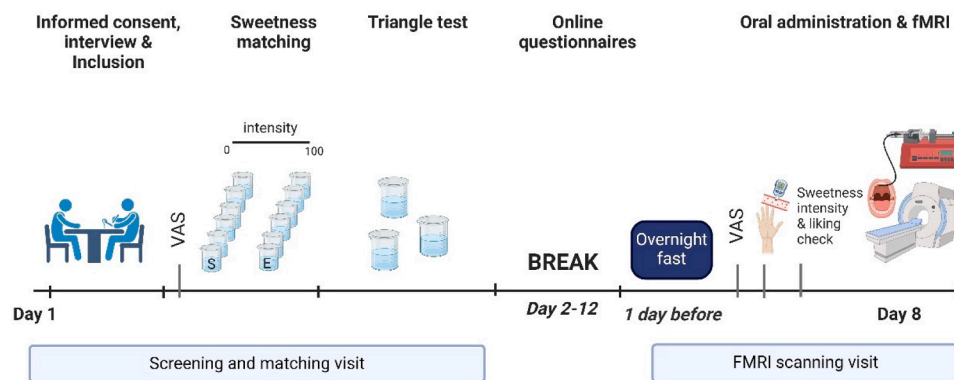 Informed consent,
interview &
Inclusion
Sweetness
matching
Triangle test
Online
questionnaires
Oral administration & fMRI
intensity
0
100
VAS
S
E
BREAK
Overnight
fast
VAS
Sweetness
intensity
& liking
check
Day 1
Day 2-12
1 day before
Day 8
Screening and matching visit
FMRI scanning visit